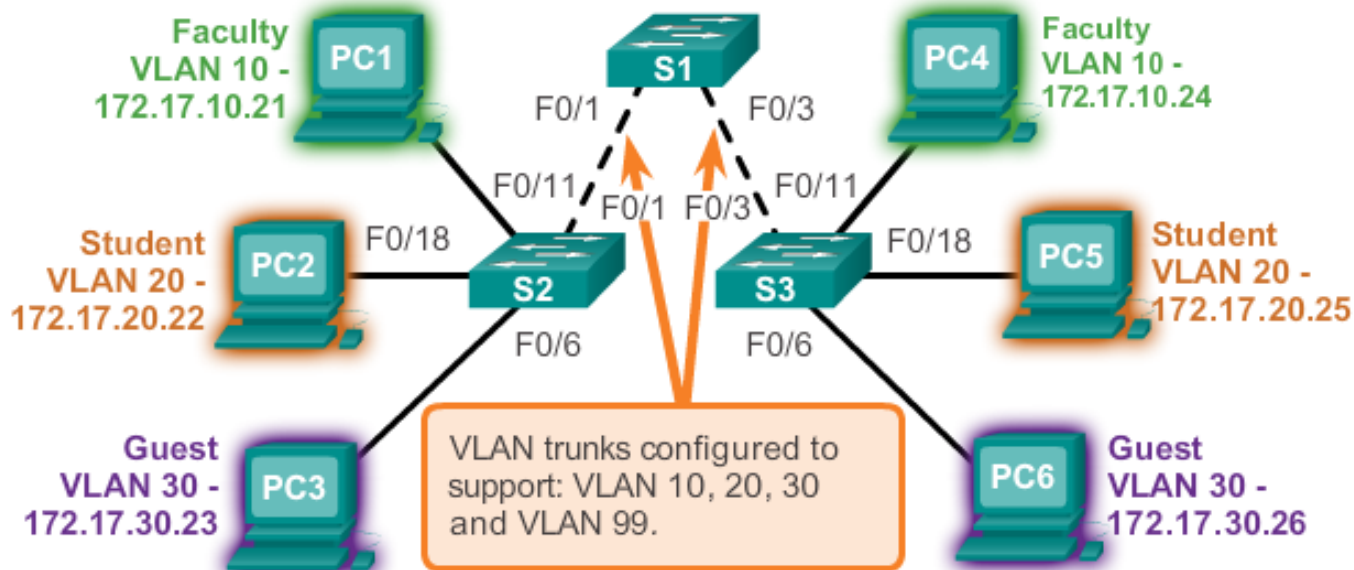 Faculty
VLAN 10 -
172.17.10.21
PC1
S1
PC4
Faculty
VLAN 10 -
172.17.10.24
F0/1
F0/3
F0/11
F0/11
F0/1
F0/3
Student
VLAN 20 -
172.17.20.22
PC2
F0/18
S2
S3
F0/18
PC5
Student
VLAN 20 -
172.17.20.25
F0/6
F0/6
Guest
VLAN 30 -
172.17.30.23
PC3
VLAN trunks configured to
support: VLAN 10, 20, 30
and VLAN 99.
PC6
Guest
VLAN 30 -
172.17.30.26